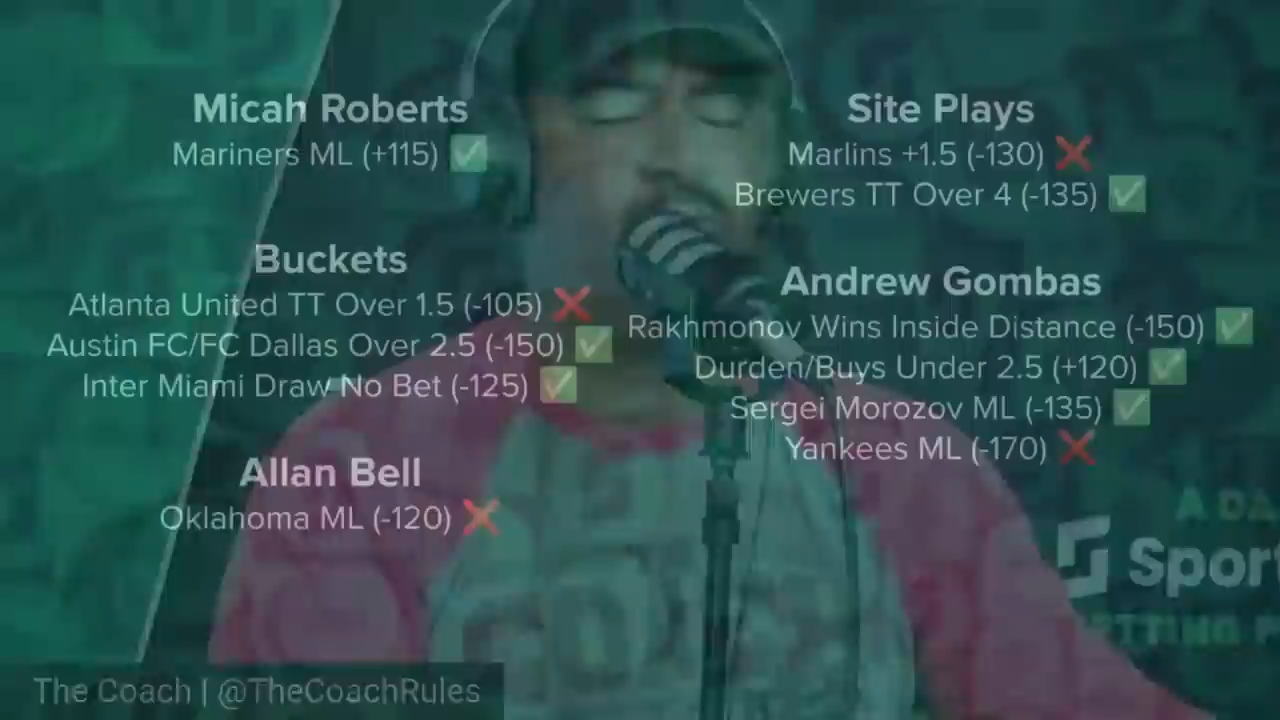 Micah Roberts
Mariners ML (+115) ✅
Buckets
Atlanta United TT Over 1.5 (-105) ❌
Austin FC/FC Dallas Over 2.5 (-150) ✅
Inter Miami Draw No Bet (-125) ✅
Allan Bell
Oklahoma ML (-120) ❌
Site Plays
Marlins +1.5 (-130) ❌
Brewers TT Over 4 (-135) ✅
Andrew Gombas
Rakhmonov Wins Inside Distance (-150) ✅
Durden/Buys Under 2.5 (+120) ✅
Sergei Morozov ML (-135) ✅
Yankees ML (-170) ❌
A DA
Spor
TTING P
The Coach | @TheCoachRules